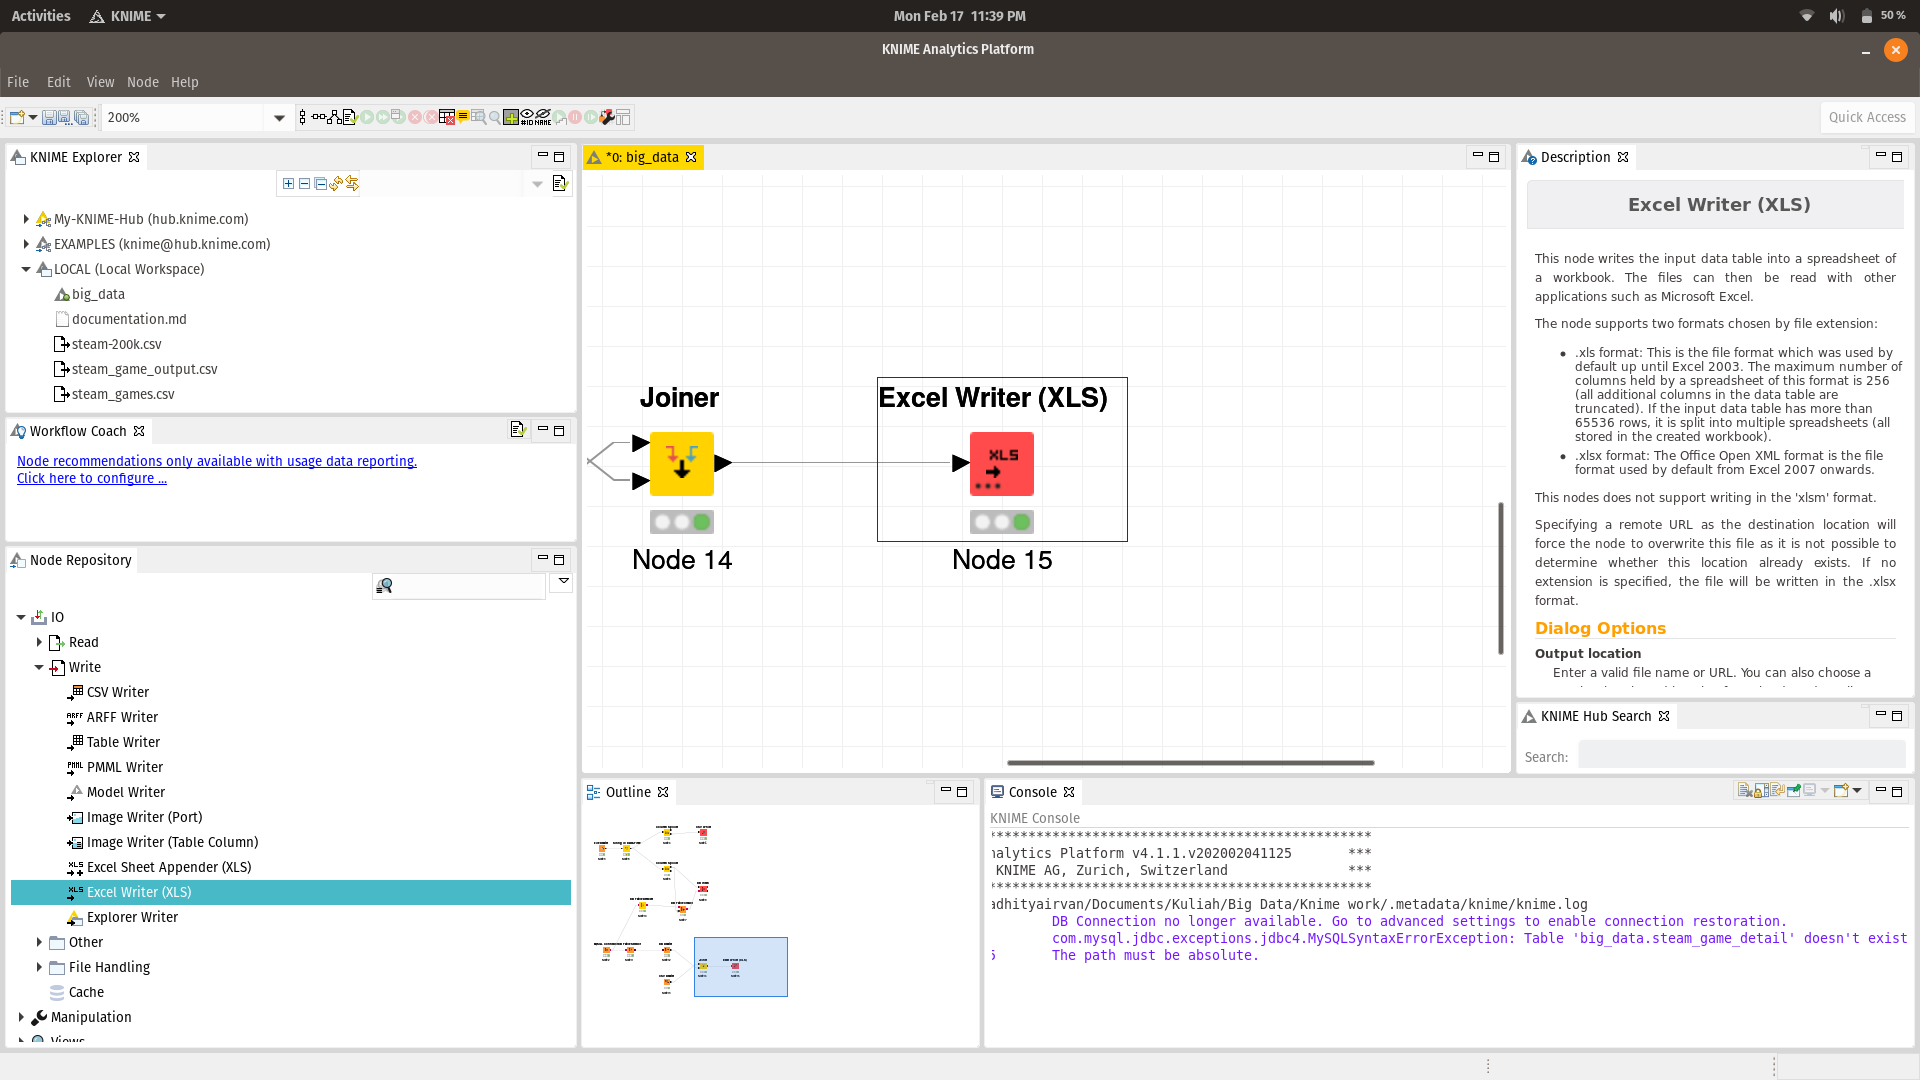 Activities
KNIME
Mon Feb 17 11:39 PM
50 %
KNIME Analytics Platform
File Edit View Node Help
200%
Quick Access
KNIME Explorer
My-KNIME-Hub (hub.knime.com)
EXAMPLES (knime@hub.knime.com)
LOCAL (Local Workspace)
big_data
documentation.md
steam-200k.csv
steam_game_output.csv
steam_games.csv
Workflow Coach
Node recommendations only available with usage data reporting.
Click here to configure ...
Node Repository
IO
Read
Write
CSV Writer
ARFF Writer
Table Writer
PMML Writer
Model Writer
Image Writer (Port)
Image Writer (Table Column)
Excel Sheet Appender (XLS)
Excel Writer (XLS)
Explorer Writer
Other
File Handling
Cache
Manipulation
Views
*0: big_data
Joiner
Node 14
Excel Writer (XLS)
XLS
Node 15
Outline
Description
Excel Writer (XLS)
This node writes the input data table into a spreadsheet of
a workbook. The files can then be read with other
applications such as Microsoft Excel.
The node supports two formats chosen by file extension:
• .xls format: This is the file format which was used by
default up until Excel 2003. The maximum number of
columns held by a spreadsheet of this format is 256
(all additional columns in the data table are
truncated). If the input data table has more than
65536 rows, it is split into multiple spreadsheets (all
stored in the created workbook).
• .xlsx format: The Office Open XML format is the file
format used by default from Excel 2007 onwards.
This nodes does not support writing in the 'xlsm' format.
Specifying a remote URL as the destination location will
force the node to overwrite this file as it is not possible to
determine whether this location already exists. If no
extension is specified, the file will be written in the .xlsx
format.
Dialog Options
Output location
Enter a valid file name or URL. You can also choose a
KNIME Hub Search
Search:
Console
KNIME Console
***********************************************
nalytics Platform v4.1.1.v202002041125 ***
KNIME AG, Zurich, Switzerland ***
***********************************************
adhityairvan/Documents/Kuliah/Big Data/Knime work/.metadata/knime/knime.log
DB Connection no longer available. Go to advanced settings to enable connection restoration.
com.mysql.jdbc.exceptions.jdbc4.MySQLSyntaxErrorException: Table 'big_data.steam_game_detail' doesn't exist
5 The path must be absolute.